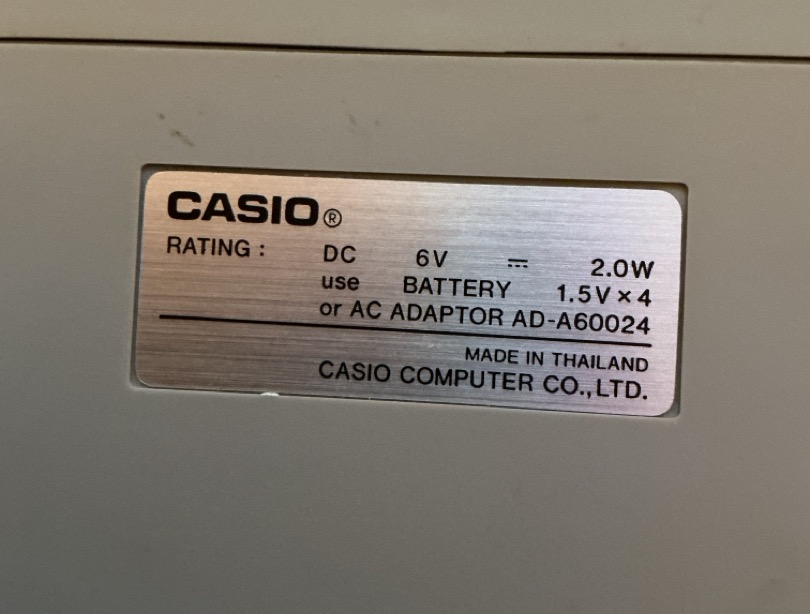 CASIO®
RATING : DC 6V ⎓ 2.0W
use BATTERY 1.5V×4
or AC ADAPTOR AD-A60024
MADE IN THAILAND
CASIO COMPUTER CO.,LTD.